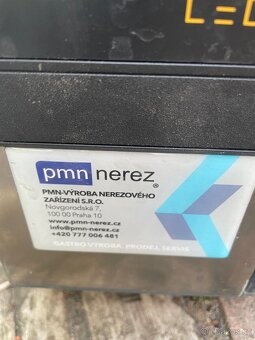 pmn nerez ®
PMN-VÝROBA NEREZOVÉHO
ZAŘÍZENÍ S.R.O.
Novgorodská 7,
100 00 Praha 10
www.pmn-nerez.cz
info@pmn-nerez.cz
+420 777 006 481
GASTRO VÝROBA, PRODEJ, SERVIS